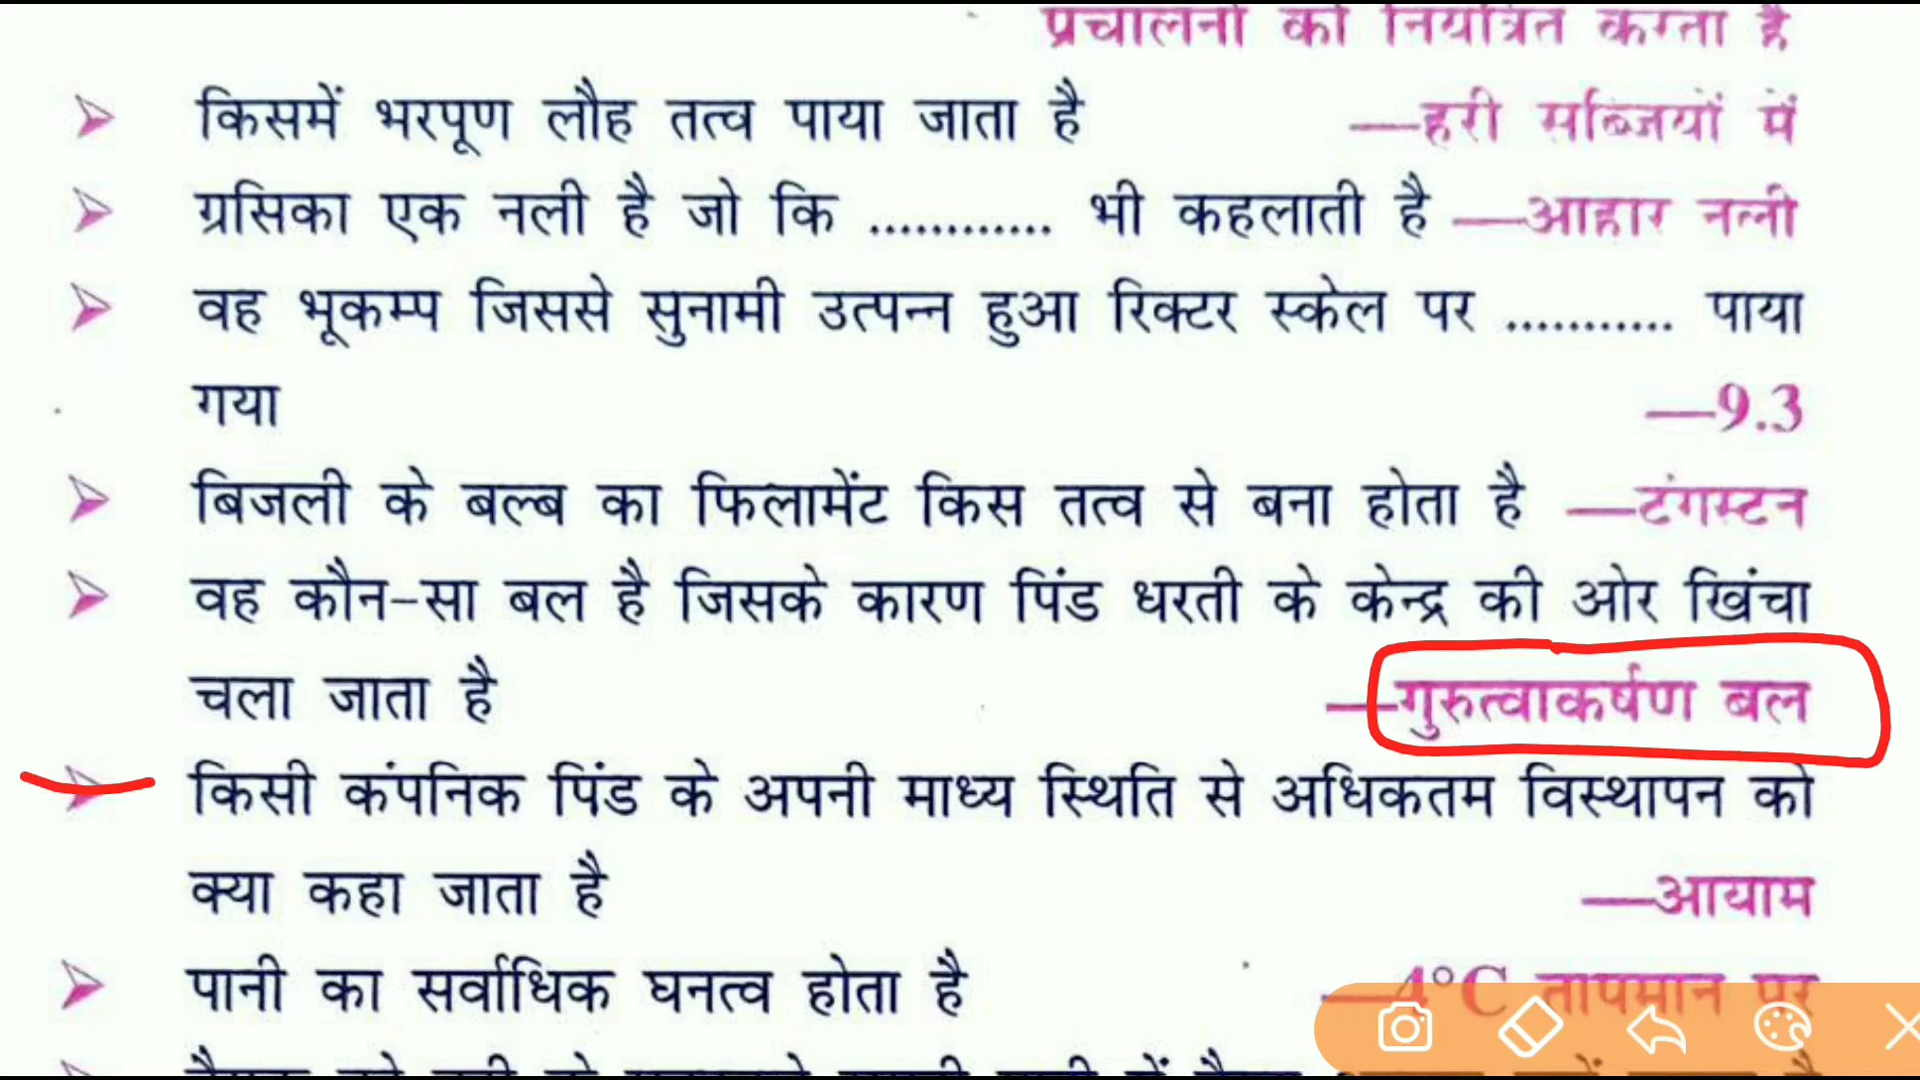 प्रचालनों को नियंत्रित करता है
किसमें भरपूण लौह तत्व पाया जाता है —हरी सब्जियों में
ग्रसिका एक नली है जो कि ............ भी कहलाती है —आहार नली
वह भूकम्प जिससे सुनामी उत्पन्न हुआ रिक्टर स्केल पर ........... पाया
गया —9.3
बिजली के बल्ब का फिलामेंट किस तत्व से बना होता है —टंगस्टन
वह कौन-सा बल है जिसके कारण पिंड धरती के केन्द्र की ओर खिंचा
चला जाता है —गुरुत्वाकर्षण बल
किसी कंपनिक पिंड के अपनी माध्य स्थिति से अधिकतम विस्थापन को
क्या कहा जाता है —आयाम
पानी का सर्वाधिक घनत्व होता है —4°C तापमान पर